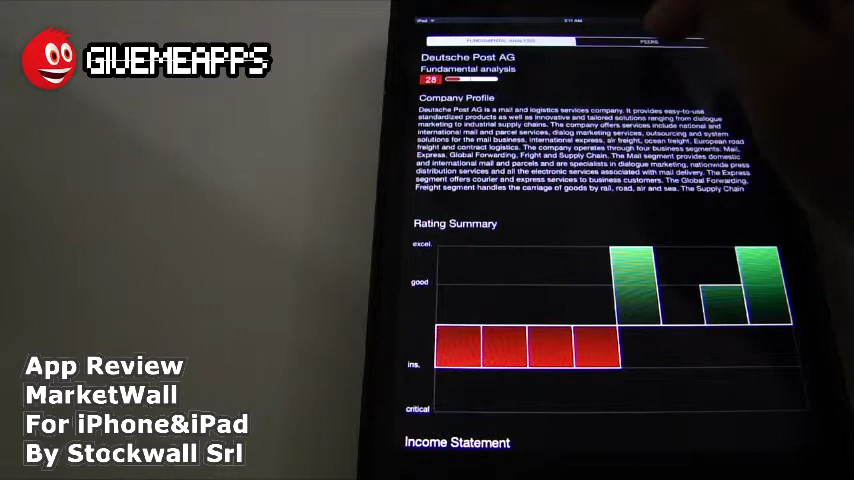 GIVEMEAPPS
iPad
5:11 AM
FUNDAMENTAL ANALYSIS
PEERS
Deutsche Post AG
Fundamental analysis
28
Company Profile
Deutsche Post AG is a mail and logistics services company. It provides easy-to-use
standardized products as well as innovative and tailored solutions ranging from dialogue
marketing to industrial supply chains. The company offers services include national and
international mail and parcel services, dialog marketing services, outsourcing and system
solutions for the mail business, international express, air freight, ocean freight, European road
freight and contract logistics. The company operates through four business segments: Mail,
Express, Global Forwarding, Fright and Supply Chain. The Mail segment provides domestic
and international mail and parcels and are specialists in dialogue marketing, nationwide press
distribution services and all the electronic services associated with mail delivery. The Express
segment offers courier and express services to business customers. The Global Forwarding,
Freight segment handles the carriage of goods by rail, road, air and sea. The Supply Chain
Rating Summary
excel.
good
ins.
critical
Income Statement
App Review
MarketWall
For iPhone&iPad
By Stockwall Srl